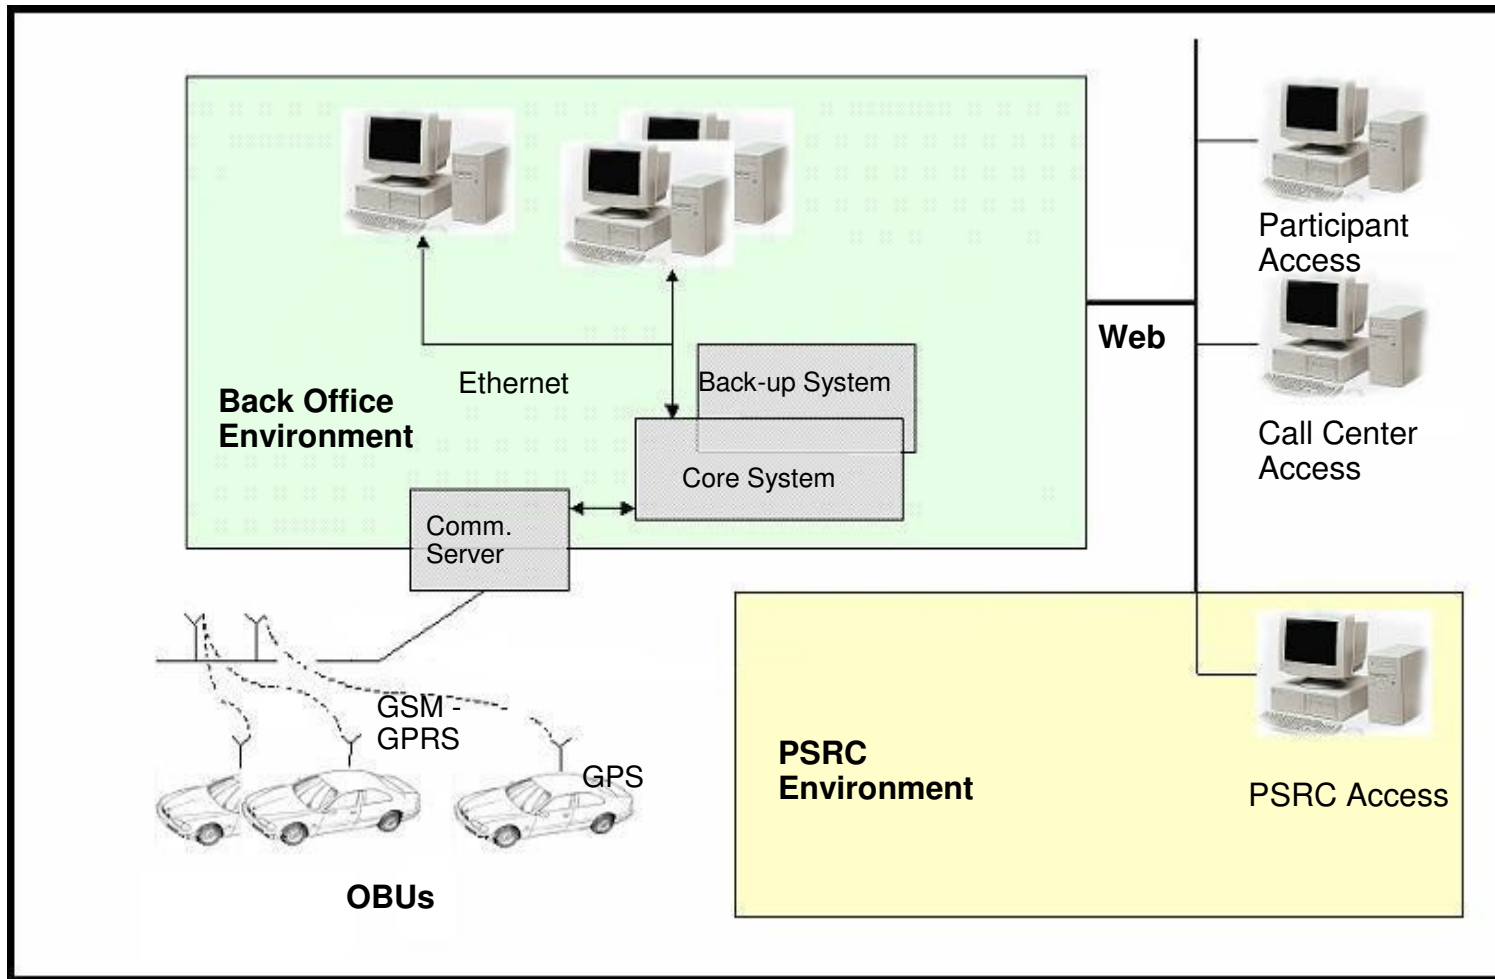 Participant
Access
Web
Ethernet
Back-up System
Back Office
Environment
Call Center
Access
Core System
Comm.
Server
GSM -
GPRS
GPS
PSRC
Environment
PSRC Access
OBUs